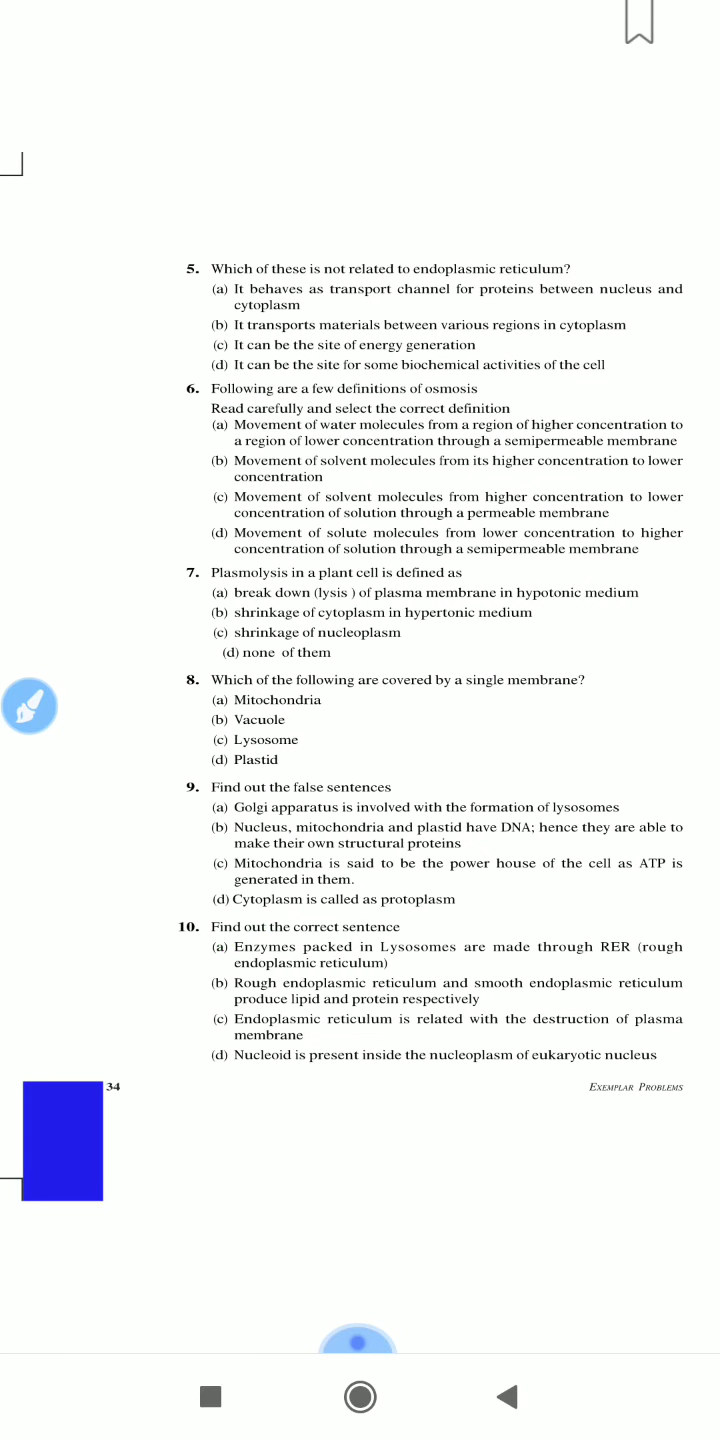 5. Which of these is not related to endoplasmic reticulum?
(a) It behaves as transport channel for proteins between nucleus and
cytoplasm
(b) It transports materials between various regions in cytoplasm
(c) It can be the site of energy generation
(d) It can be the site for some biochemical activities of the cell
6. Following are a few definitions of osmosis
Read carefully and select the correct definition
(a) Movement of water molecules from a region of higher concentration to
a region of lower concentration through a semipermeable membrane
(b) Movement of solvent molecules from its higher concentration to lower
concentration
(c) Movement of solvent molecules from higher concentration to lower
concentration of solution through a permeable membrane
(d) Movement of solute molecules from lower concentration to higher
concentration of solution through a semipermeable membrane
7. Plasmolysis in a plant cell is defined as
(a) break down (lysis ) of plasma membrane in hypotonic medium
(b) shrinkage of cytoplasm in hypertonic medium
(c) shrinkage of nucleoplasm
(d) none of them
8. Which of the following are covered by a single membrane?
(a) Mitochondria
(b) Vacuole
(c) Lysosome
(d) Plastid
9. Find out the false sentences
(a) Golgi apparatus is involved with the formation of lysosomes
(b) Nucleus, mitochondria and plastid have DNA; hence they are able to
make their own structural proteins
(c) Mitochondria is said to be the power house of the cell as ATP is
generated in them.
(d) Cytoplasm is called as protoplasm
10. Find out the correct sentence
(a) Enzymes packed in Lysosomes are made through RER (rough
endoplasmic reticulum)
(b) Rough endoplasmic reticulum and smooth endoplasmic reticulum
produce lipid and protein respectively
(c) Endoplasmic reticulum is related with the destruction of plasma
membrane
(d) Nucleoid is present inside the nucleoplasm of eukaryotic nucleus
34 EXEMPLAR PROBLEMS